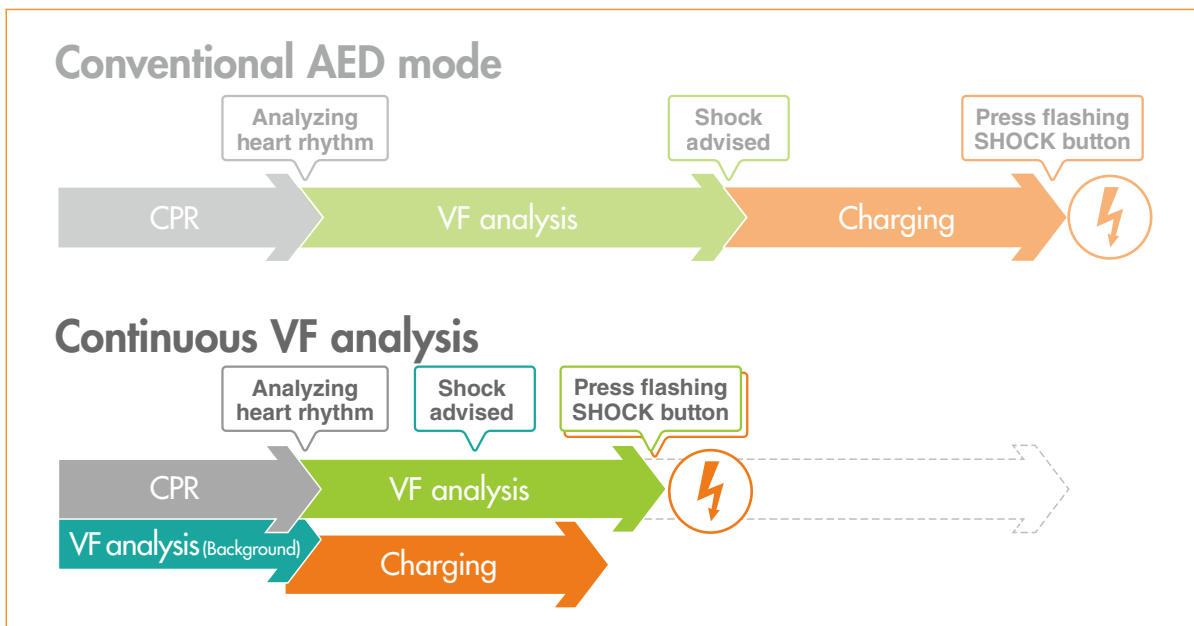 Conventional AED mode
Analyzing
heart rhythm
Shock
advised
Press flashing
SHOCK button
CPR
VF analysis
Charging
Continuous VF analysis
Analyzing
heart rhythm
Shock
advised
Press flashing
SHOCK button
CPR
VF analysis
VF analysis (Background)
Charging